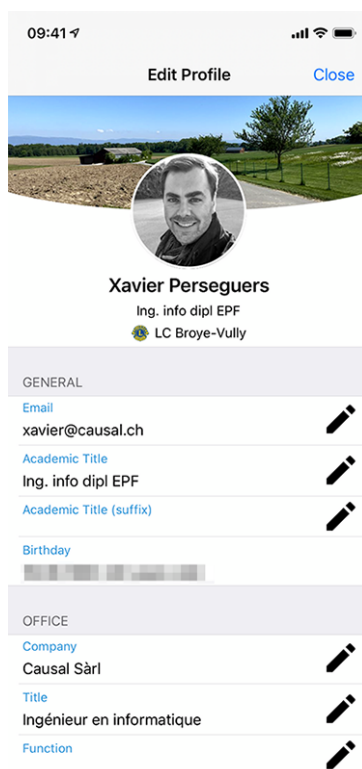 09:41
Edit Profile
Close
Xavier Perseguers
Ing. info dipl EPF
LC Broye-Vully
GENERAL
Email
xavier@causal.ch
Academic Title
Ing. info dipl EPF
Academic Title (suffix)
Birthday
OFFICE
Company
Causal Sàrl
Title
Ingénieur en informatique
Function